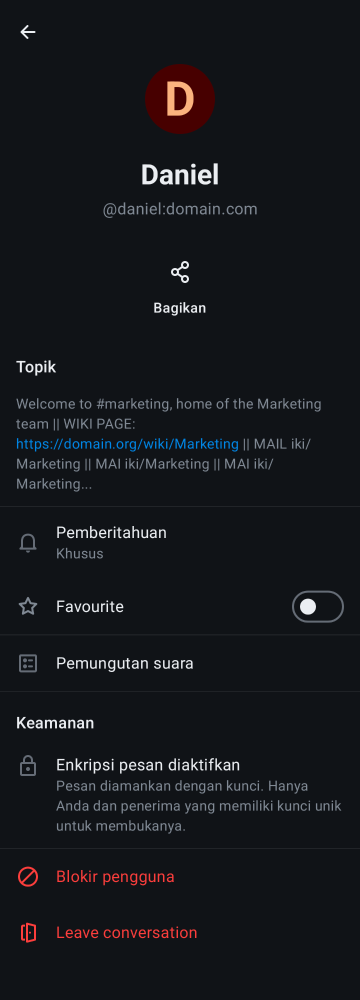 D
Daniel
@daniel:domain.com
Bagikan
Topik
Welcome to #marketing, home of the Marketing
team || WIKI PAGE:
https://domain.org/wiki/Marketing || MAIL iki/
Marketing || MAI iki/Marketing || MAI iki/
Marketing...
Pemberitahuan
Khusus
Favourite
Pemungutan suara
Keamanan
Enkripsi pesan diaktifkan
Pesan diamankan dengan kunci. Hanya
Anda dan penerima yang memiliki kunci unik
untuk membukanya.
Blokir pengguna
Leave conversation